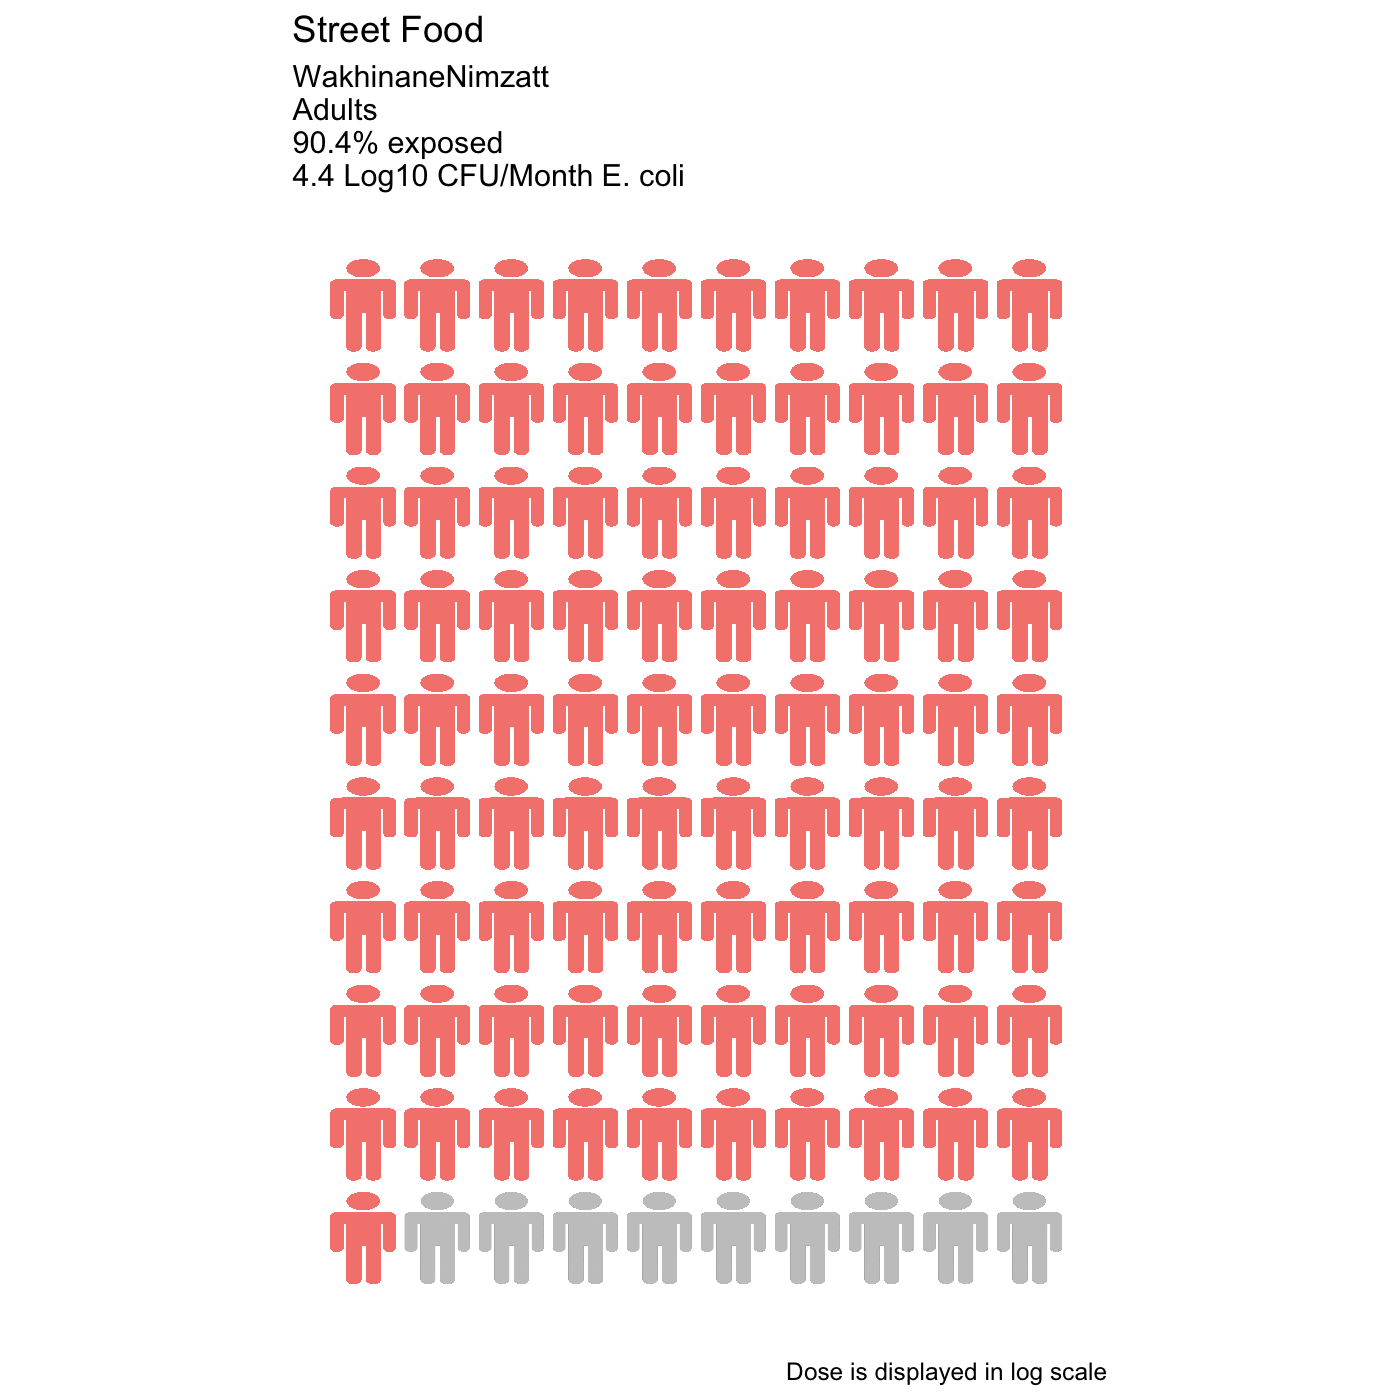 Street Food
WakhinaneNimzatt
Adults
90.4% exposed
4.4 Log10 CFU/Month E. coli
Dose is displayed in log scale